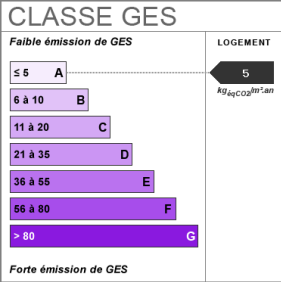 CLASSE GES
Faible émission de GES
LOGEMENT
≤ 5 A
5
kgéqCO2/m².an
6 à 10 B
11 à 20 C
21 à 35 D
36 à 55 E
56 à 80 F
> 80 G
Forte émission de GES